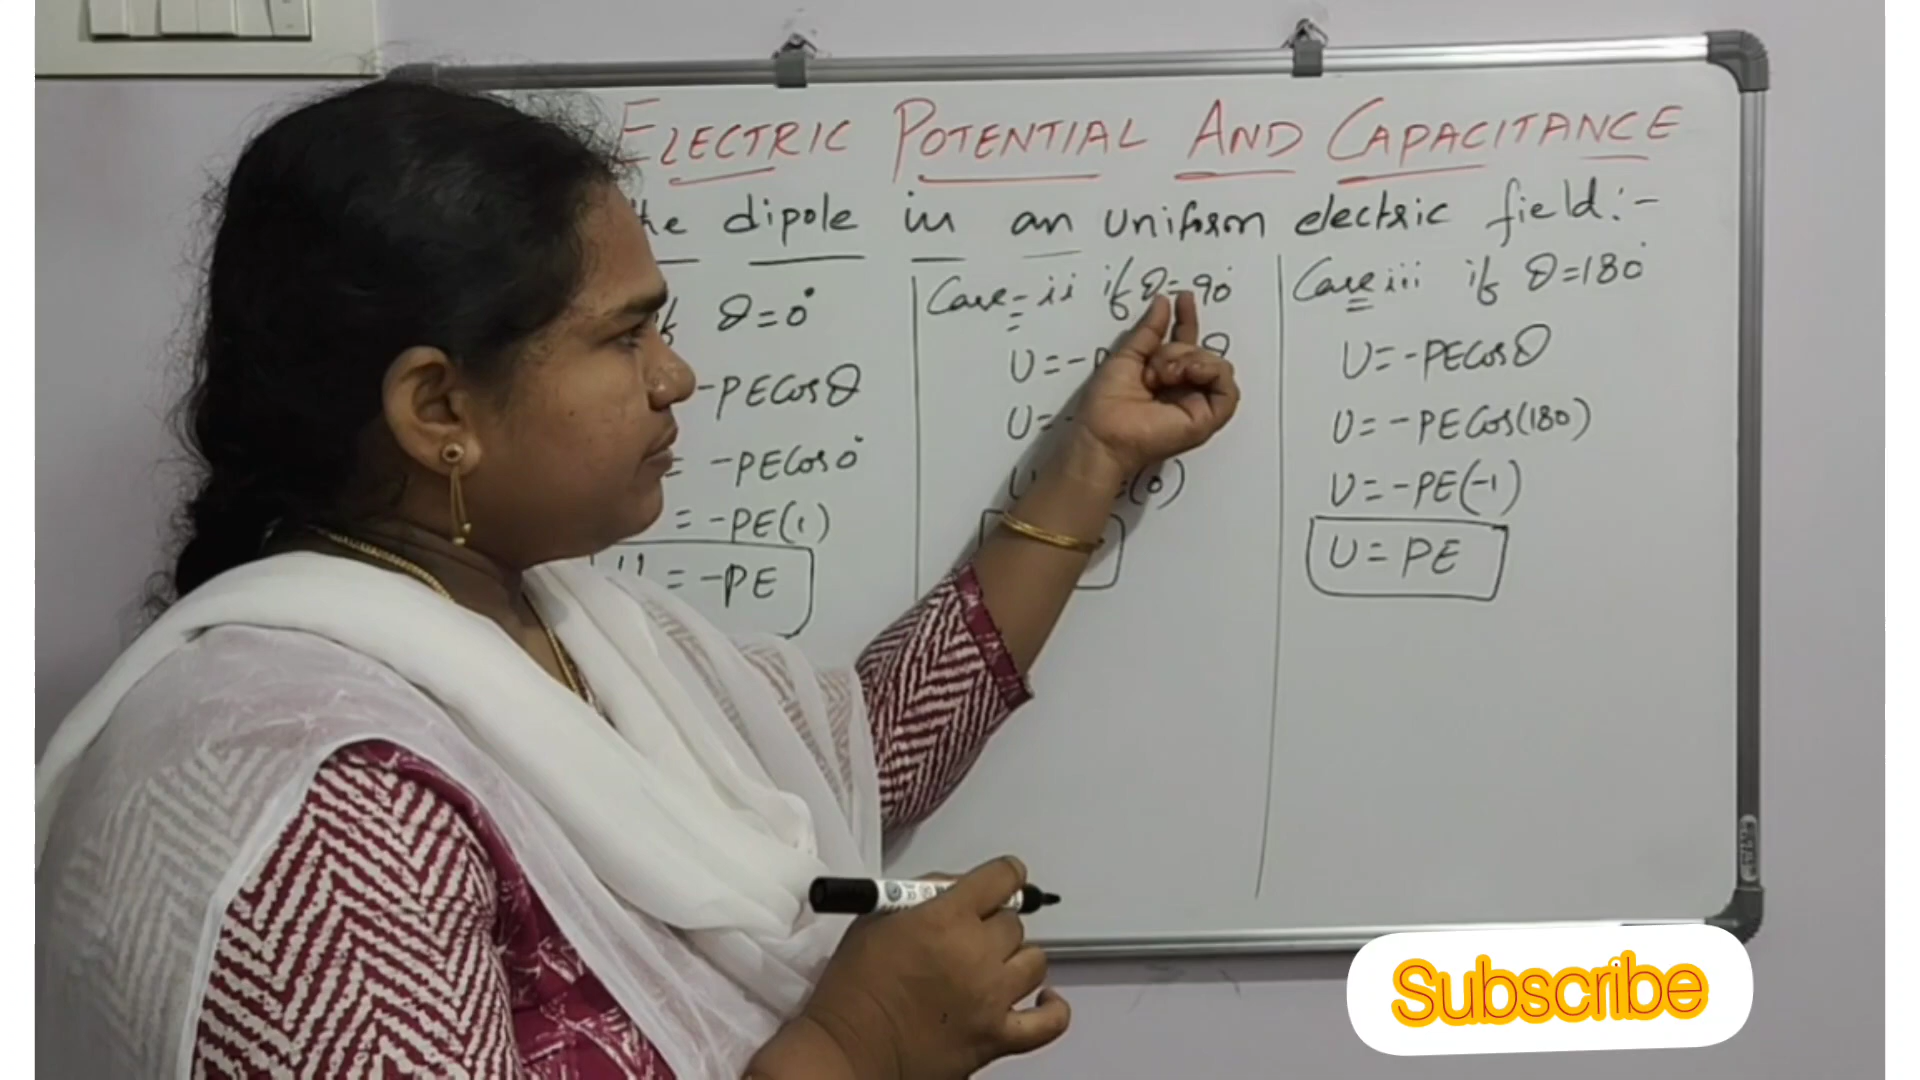 ELECTRIC POTENTIAL AND CAPACITANCE
the dipole in an uniform electric field:-
if θ=0°
-PECosθ
= -PECos0°
= -PE(1)
U = -PE
Case-ii if θ=90°
U=-P θ
U=-
U =(0)
Case iii if θ=180°
U=-PECosθ
U=-PECos(180)
U=-PE(-1)
U=PE
Subscribe